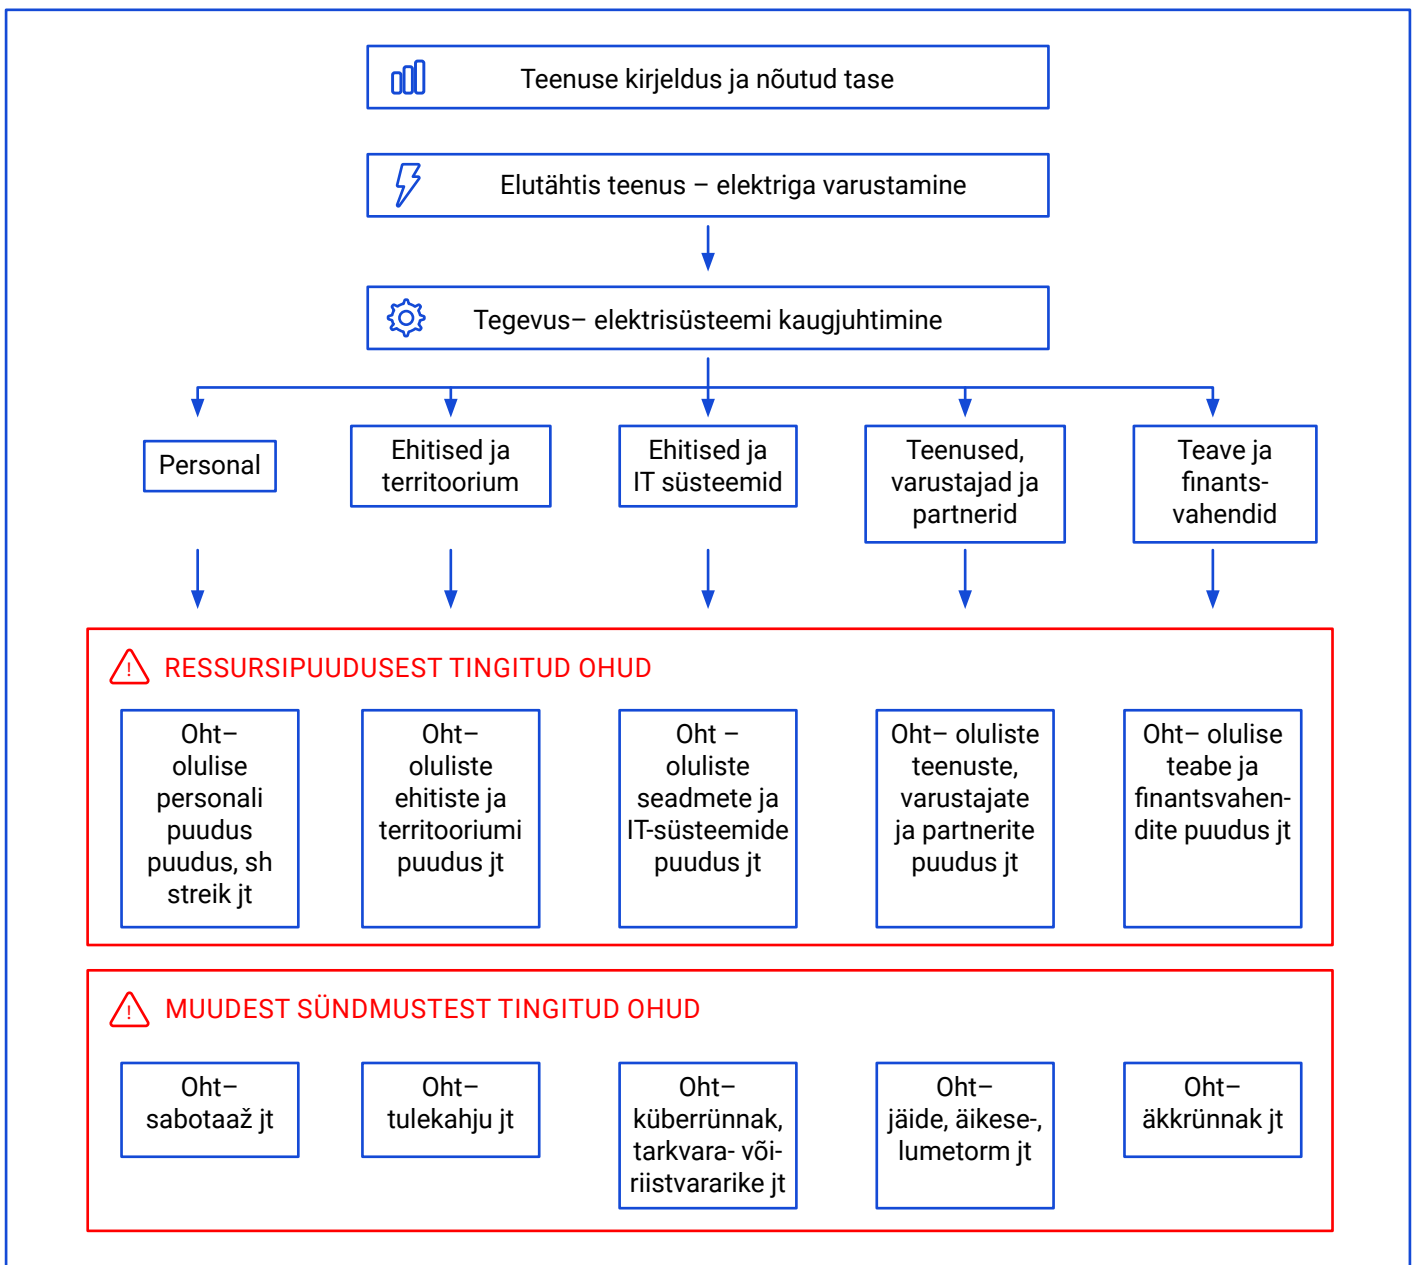 Teenuse kirjeldus ja nõutud tase
Elutähtis teenus – elektriga varustamine
Tegevus– elektrisüsteemi kaugjuhtimine
Personal
Ehitised ja
territoorium
Ehitised ja
IT süsteemid
Teenused,
varustajad ja
partnerid
Teave ja
finants-
vahendid
RESSURSIPUUDUSEST TINGITUD OHUD
Oht–
olulise
personali
puudus
puudus, sh
streik jt
Oht–
oluliste
ehitiste ja
territooriumi
puudus jt
Oht –
oluliste
seadmete ja
IT-süsteemide
puudus jt
Oht– oluliste
teenuste,
varustajate
ja partnerite
puudus jt
Oht– olulise
teabe ja
finantsvahen-
dite puudus jt
MUUDEST SÜNDMUSTEST TINGITUD OHUD
Oht–
sabotaaž jt
Oht–
tulekahju jt
Oht–
küberrünnak,
tarkvara- või-
riistvararike jt
Oht–
jäide, äikese-,
lumetorm jt
Oht–
äkkrünnak jt